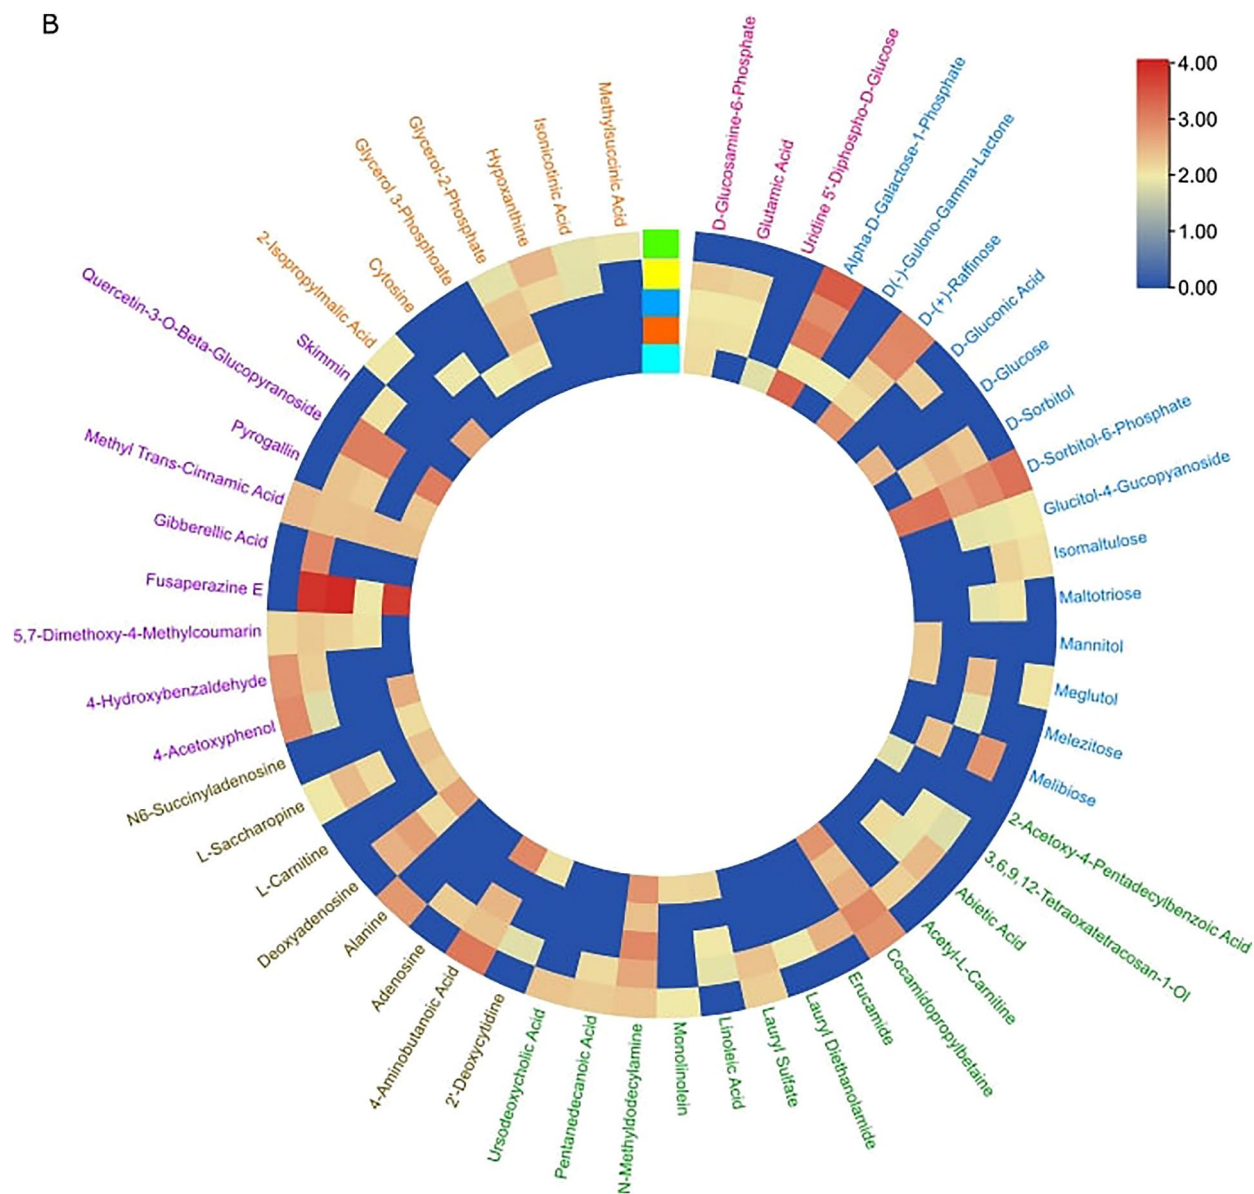 B
D-Glucosamine-6-Phosphate
Glutamic Acid
Uridine 5'-Diphospho-D-Glucose
Alpha-D-Galactose-1-Phosphate
D(-)-Gulono-Gamma-Lactone
D-(+)-Raffinose
D-Gluconic Acid
D-Glucose
D-Sorbitol
D-Sorbitol-6-Phosphate
Glucitol-4-Gucopyanoside
Isomaltulose
Maltotriose
Mannitol
Meglutol
Melezitose
Melibiose
2-Acetoxy-4-Pentadecylbenzoic Acid
3,6,9,12-Tetraoxatetracosan-1-Ol
Abietic Acid
Acetyl-L-Carnitine
Cocamidopropylbetaine
Erucamide
Lauryl Diethanolamide
Lauryl Sulfate
Linoleic Acid
Monolinolein
N-Methyldodecylamine
Pentanedecanoic Acid
Ursodeoxycholic Acid
2'-Deoxycytidine
4-Aminobutanoic Acid
Adenosine
Alanine
Deoxyadenosine
L-Carnitine
L-Saccharopine
N6-Succinyladenosine
4-Acetoxyphenol
4-Hydroxybenzaldehyde
5,7-Dimethoxy-4-Methylcoumarin
Fusaperazine E
Gibberellic Acid
Methyl Trans-Cinnamic Acid
Pyrogallin
Quercetin-3-O-Beta-Glucopyranoside
Skimmin
2-Isopropylmalic Acid
Cytosine
Glycerol 3-Phosphoate
Glycerol-2-Phosphate
Hypoxanthine
Isonicotinic Acid
Methylsuccinic Acid
4.00
3.00
2.00
1.00
0.00